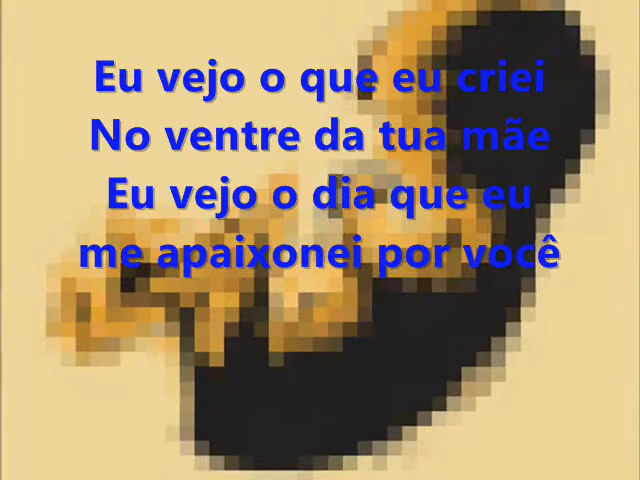 Eu vejo o que eu criei
No ventre da tua mãe
Eu vejo o dia que eu
me apaixonei por você